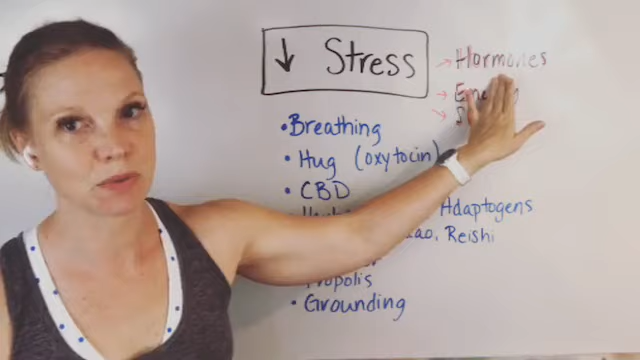 ↓ Stress → Hormones
→
→
• Breathing
• Hug (oxytocin)
• CBD
Adaptogens
Reishi
Propolis
• Grounding